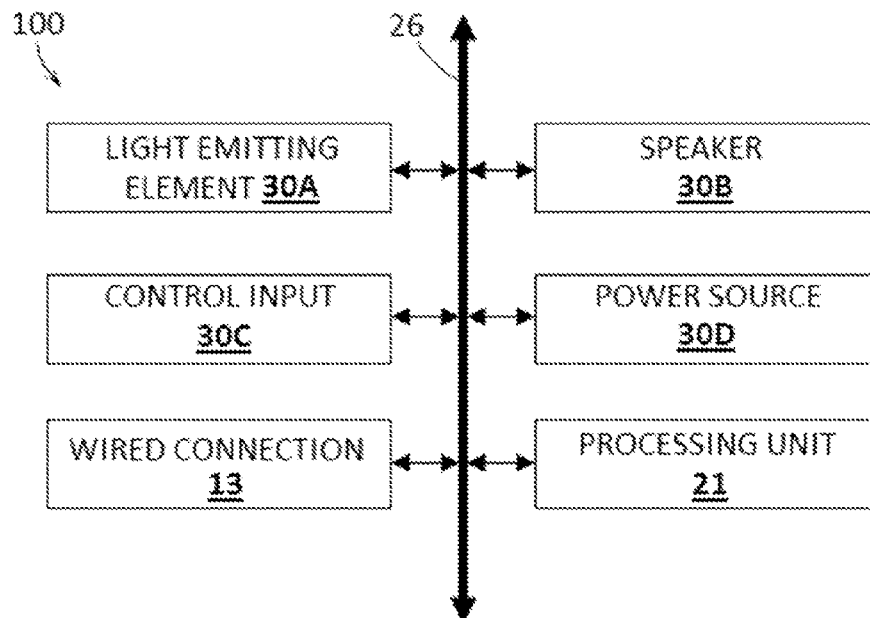 100
26
LIGHT EMITTING
ELEMENT 30A
SPEAKER
30B
CONTROL INPUT
30C
POWER SOURCE
30D
WIRED CONNECTION
13
PROCESSING UNIT
21